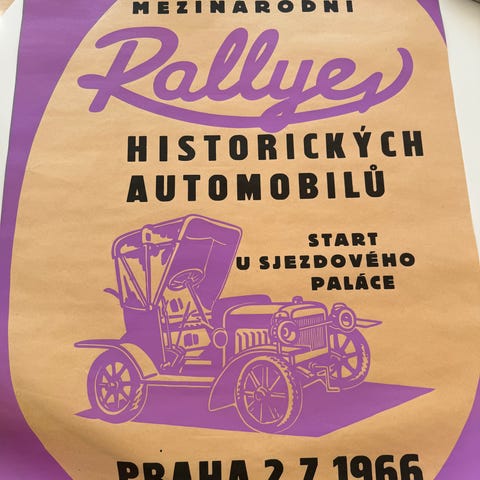 MEZINÁRODNÍ
Rallye
HISTORICKÝCH
AUTOMOBILŮ
START
U SJEZDOVÉHO
PALÁCE
PRAHA 2.7.1966